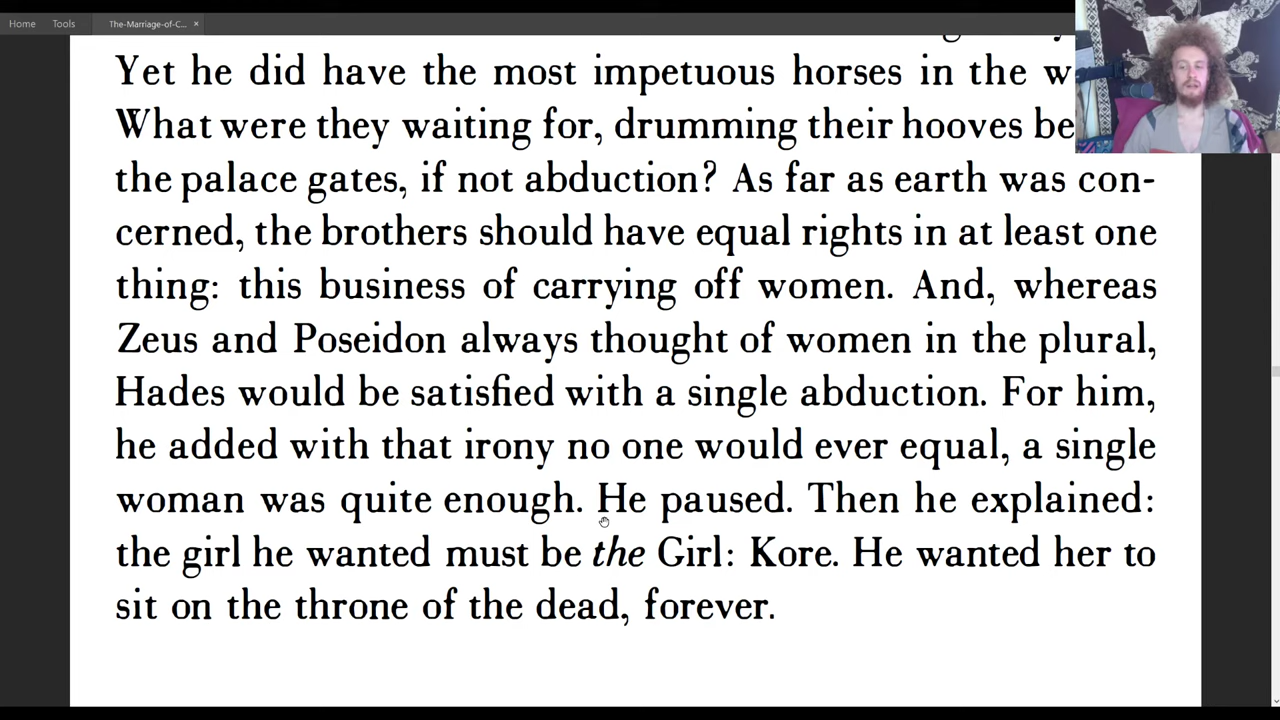 Home Tools The-Marriage-of-C... ×
Yet he did have the most impetuous horses in the
What were they waiting for, drumming their hooves
the palace gates, if not abduction? As far as earth was con-
cerned, the brothers should have equal rights in at least one
thing: this business of carrying off women. And, whereas
Zeus and Poseidon always thought of women in the plural,
Hades would be satisfied with a single abduction. For him,
he added with that irony no one would ever equal, a single
woman was quite enough. He paused. Then he explained:
the girl he wanted must be the Girl: Kore. He wanted her to
sit on the throne of the dead, forever.